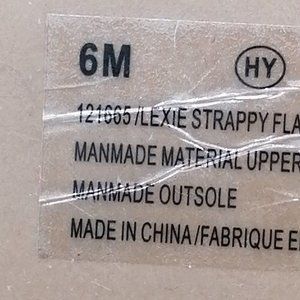 6M HY
121665/LEXIE STRAPPY FLA
MANMADE MATERIAL UPPER
MANMADE OUTSOLE
MADE IN CHINA/FABRIQUE E